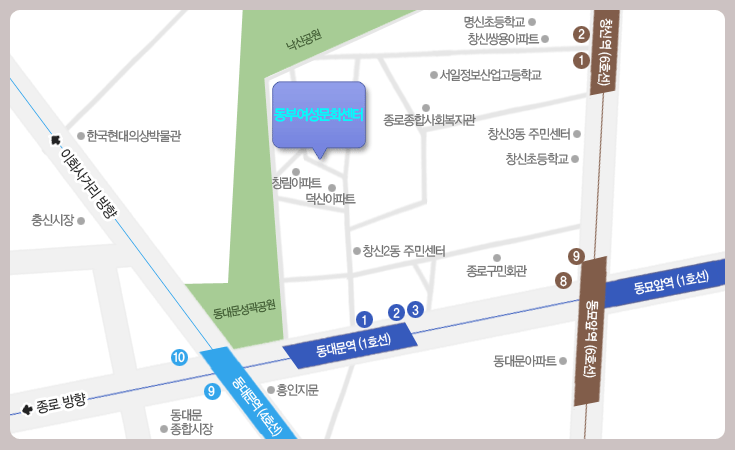 낙산공원
명신초등학교
창신쌍용아파트
2
1
창신역 (6호선)
서일정보산업고등학교
동부여성문화센터
종로종합사회복지관
한국현대의상박물관
창신3동 주민센터
창신초등학교
이화사거리 방향
창림아파트
덕산아파트
충신시장
창신2동 주민센터
종로구민회관
9
8
동묘앞역 (1호선)
동묘앞역 (6호선)
동대문성곽공원
1
2
3
동대문역 (1호선)
10
9
동대문역 (4호선)
흥인지문
동대문아파트
종로 방향
동대문
종합시장